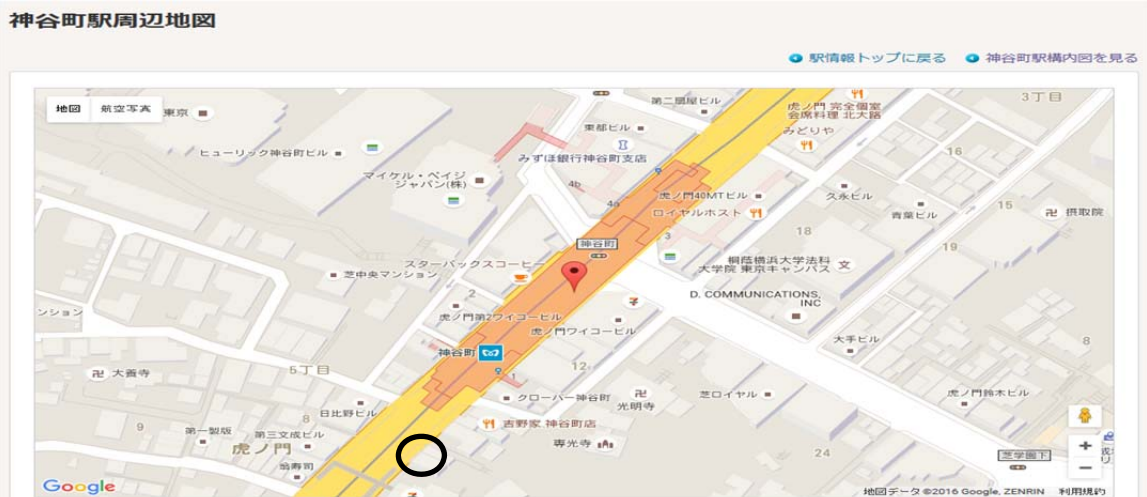 神谷町駅周辺地図
駅情報トップに戻る
神谷町駅構内図を見る
地図
航空写真
東京
第二扇屋ビル
虎ノ門 完全個室
会席料理 北大路
3丁目
東都ビル
みどりや
ヒューリック神谷町ビル
みずほ銀行神谷町支店
16
マイケル・ペイジ
ジャパン(株)
4b
虎ノ門40MTビル
久永ビル
4a
ロイヤルホスト
青葉ビル
15
摂取院
3
18
神谷町
19
スターバックスコーヒー
桐蔭横浜大学法科
大学院 東京キャンパス
芝中央マンション
2
D. COMMUNICATIONS,
INC
ンション
虎ノ門第2ワイコービル
虎ノ門ワイコービル
大手ビル
8
神谷町
12
大養寺
5丁目
1
クローバー神谷町
光明寺
芝ロイヤル
虎ノ門鈴木ビル
8
日比野ビル
9
第一製版
第三文成ビル
吉野家 神谷町店
虎ノ門
専光寺
24
芝学園下
翁寿司
Google
地図データ ©2016 Google, ZENRIN
利用規約